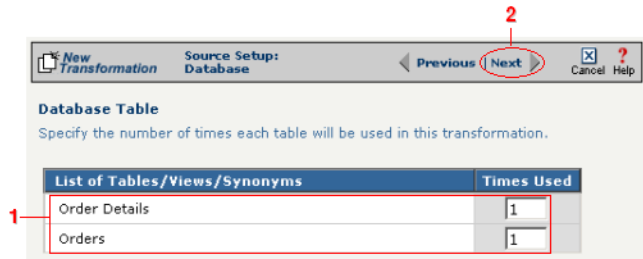 2
New Transformation
Source Setup: Database
Previous | Next
Cancel
Help
Database Table
Specify the number of times each table will be used in this transformation.
List of Tables/Views/Synonyms Times Used
1
Order Details 1
Orders 1